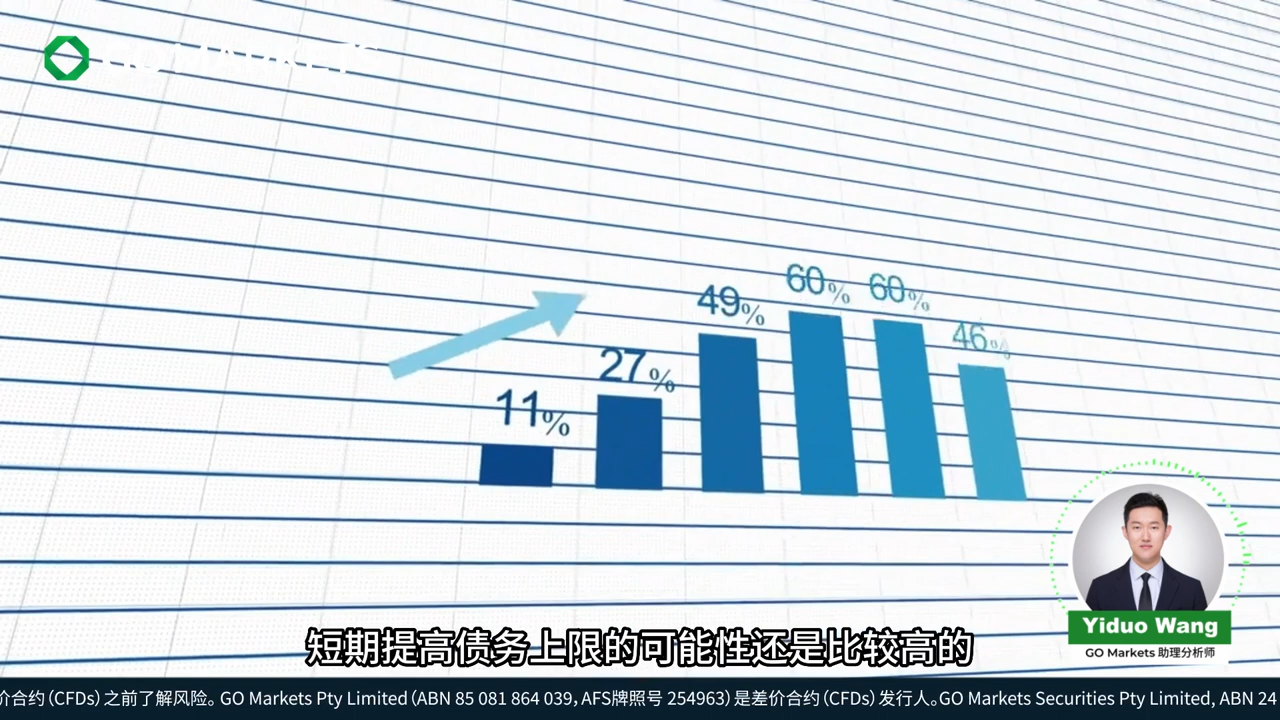 GO MARKETS
11%
27%
49%
60%
60%
46%
Yiduo Wang
GO Markets 助理分析师
短期提高债务上限的可能性还是比较高的
价合约（CFDs）之前了解风险。GO Markets Pty Limited（ABN 85 081 864 039，AFS牌照号 254963）是差价合约（CFDs）发行人。GO Markets Securities Pty Limited, ABN 24